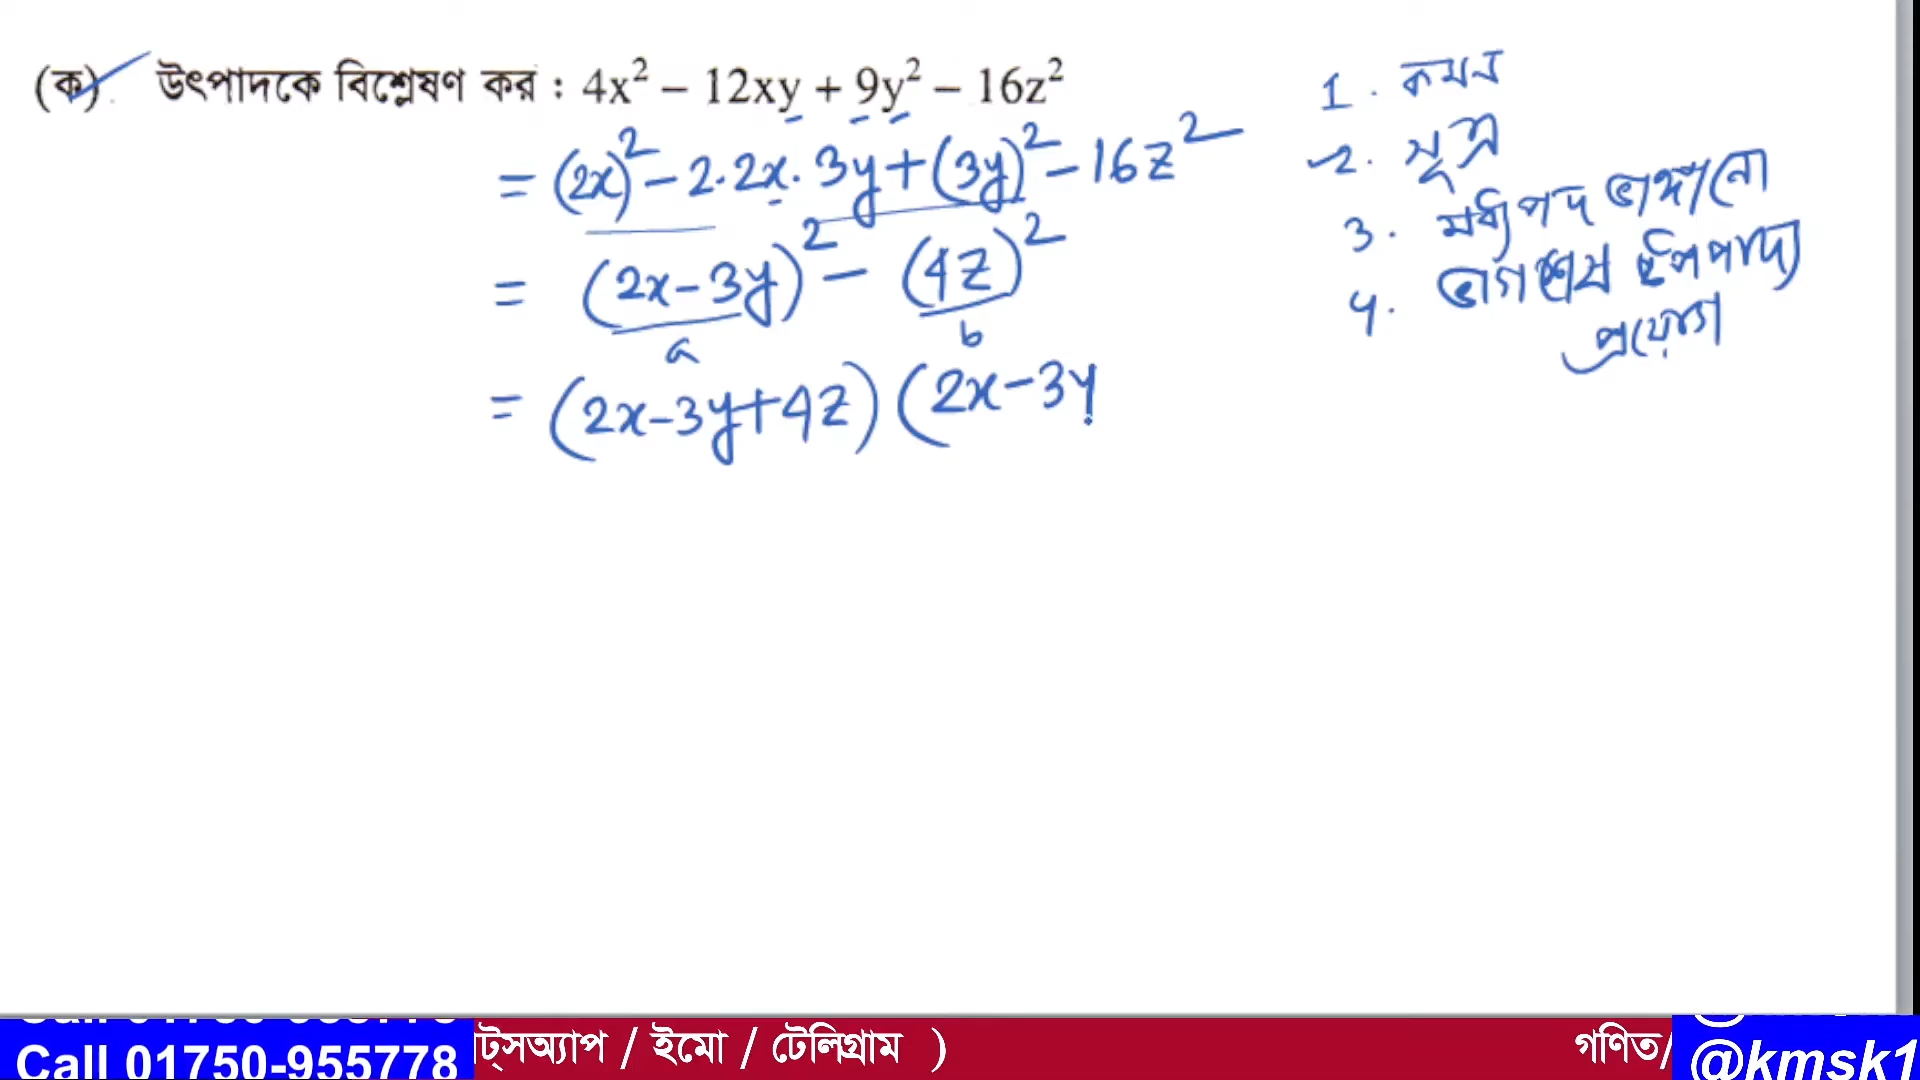 (ক) উৎপাদকে বিশ্লেষণ কর : 4x² – 12xy + 9y² – 16z²
= (2x)² – 2.2x.3y + (3y)² – 16z²
= (2x – 3y)² – (4z)²
a b
= (2x – 3y + 4z) (2x – 3y
1. কমন
2. সূত্র
3. মধ্যপদ ভাঙ্গানো
4. ভাগশেষ উপপাদ্য
প্রয়োগ
Call 01750-955778
ট্সঅ্যাপ / ইমো / টেলিগ্রাম )
গণিত/
@kmsk1